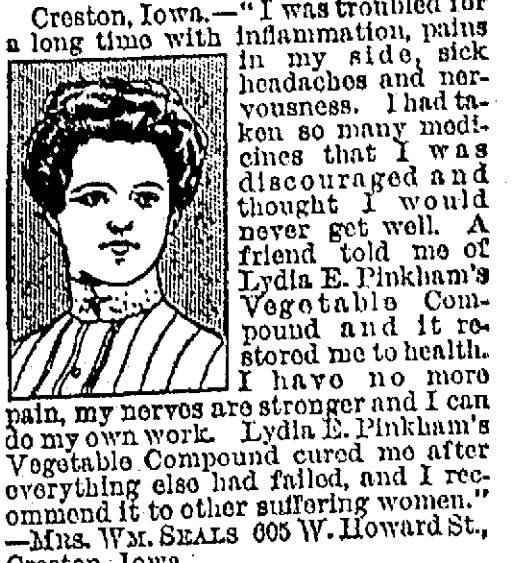 Creston, Iowa.—"I was troubled for
a long time with inflammation, pains
in my side, sick
headaches and ner-
vousness. I had ta-
ken so many medi-
cines that I was
discouraged and
thought I would
never get well. A
friend told me of
Lydia E. Pinkham's
Vegetable Com-
pound and it re-
stored me to health.
I have no more
pain, my nerves are stronger and I can
do my own work. Lydia E. Pinkham's
Vegetable Compound cured me after
everything else had failed, and I rec-
ommend it to other suffering women."
—MRS. WM. SEALS 605 W. Howard St.,
Creston, Iowa.